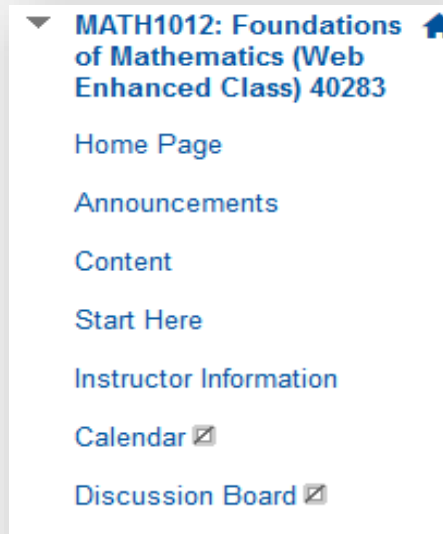 MATH1012: Foundations
of Mathematics (Web
Enhanced Class) 40283
Home Page
Announcements
Content
Start Here
Instructor Information
Calendar
Discussion Board